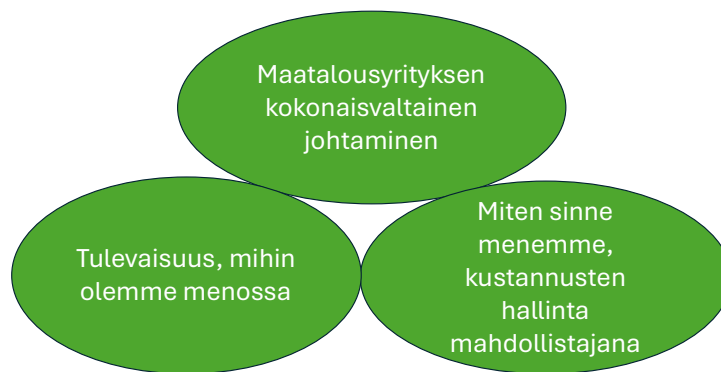 Maatalousyrityksen
kokonaisvaltainen
johtaminen
Tulevaisuus, mihin
olemme menossa
Miten sinne
menemme,
kustannusten
hallinta
mahdollistajana